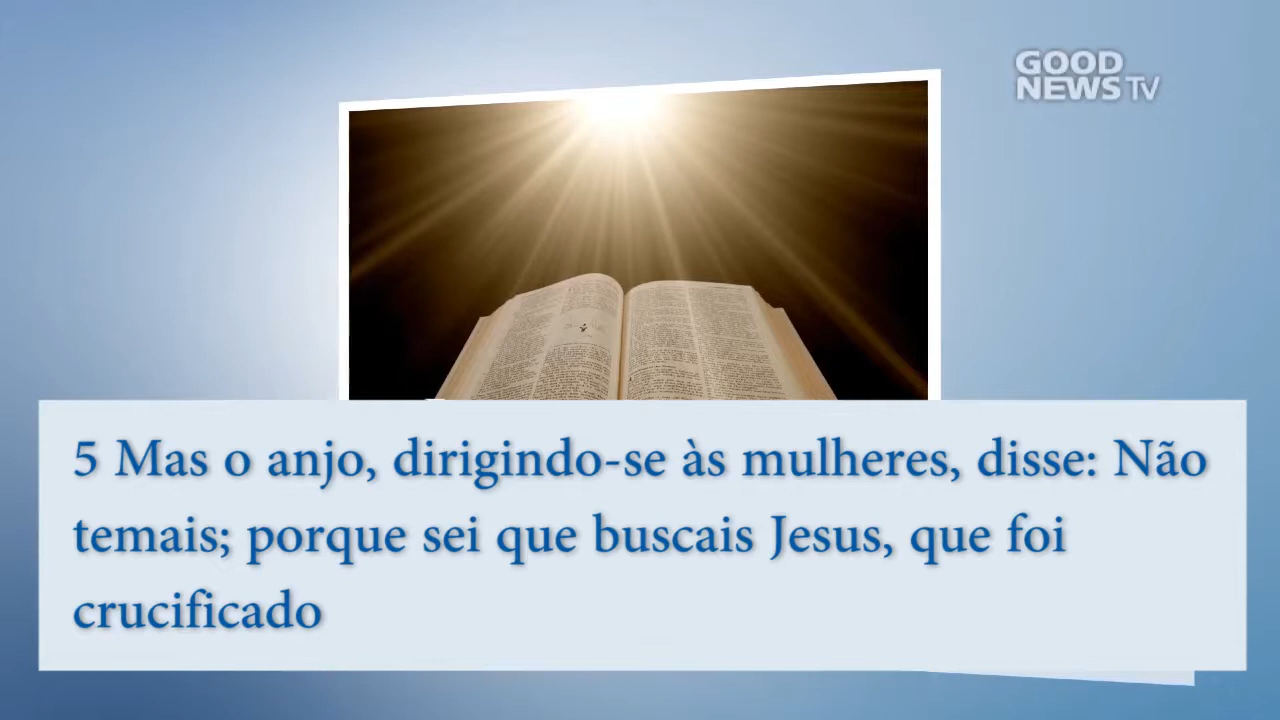 GOOD
NEWS TV
5 Mas o anjo, dirigindo-se às mulheres, disse: Não
temais; porque sei que buscais Jesus, que foi
crucificado